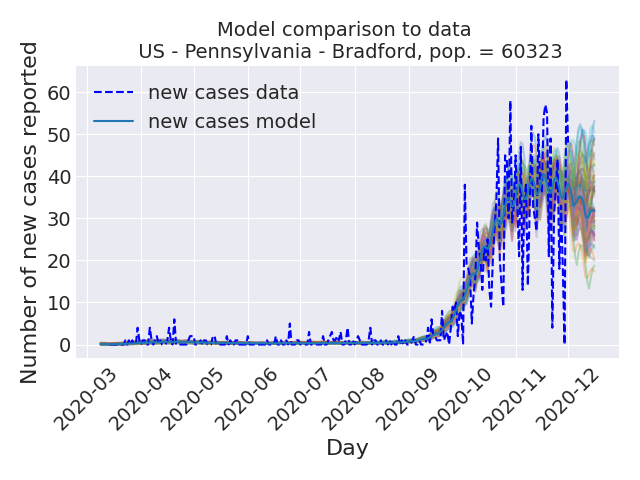 Model comparison to data
US - Pennsylvania - Bradford, pop. = 60323
Number of new cases reported
60
50
40
30
20
10
0
new cases data
new cases model
2020-03
2020-04
2020-05
2020-06
2020-07
2020-08
2020-09
2020-10
2020-11
2020-12
Day